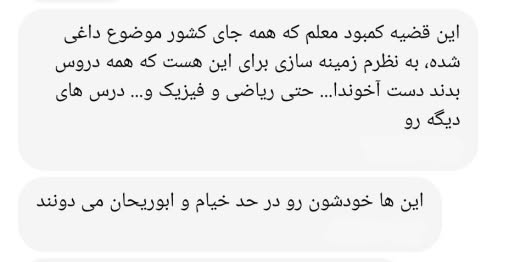 این قضیه کمبود معلم که همه جای کشور موضوع داغی
شده، به نظرم زمینه سازی برای این هست که همه دروس
بدند دست آخوندا... حتی ریاضی و فیزیک و... درس های
دیگه رو
این ها خودشون رو در حد خیام و ابوریحان می دونند